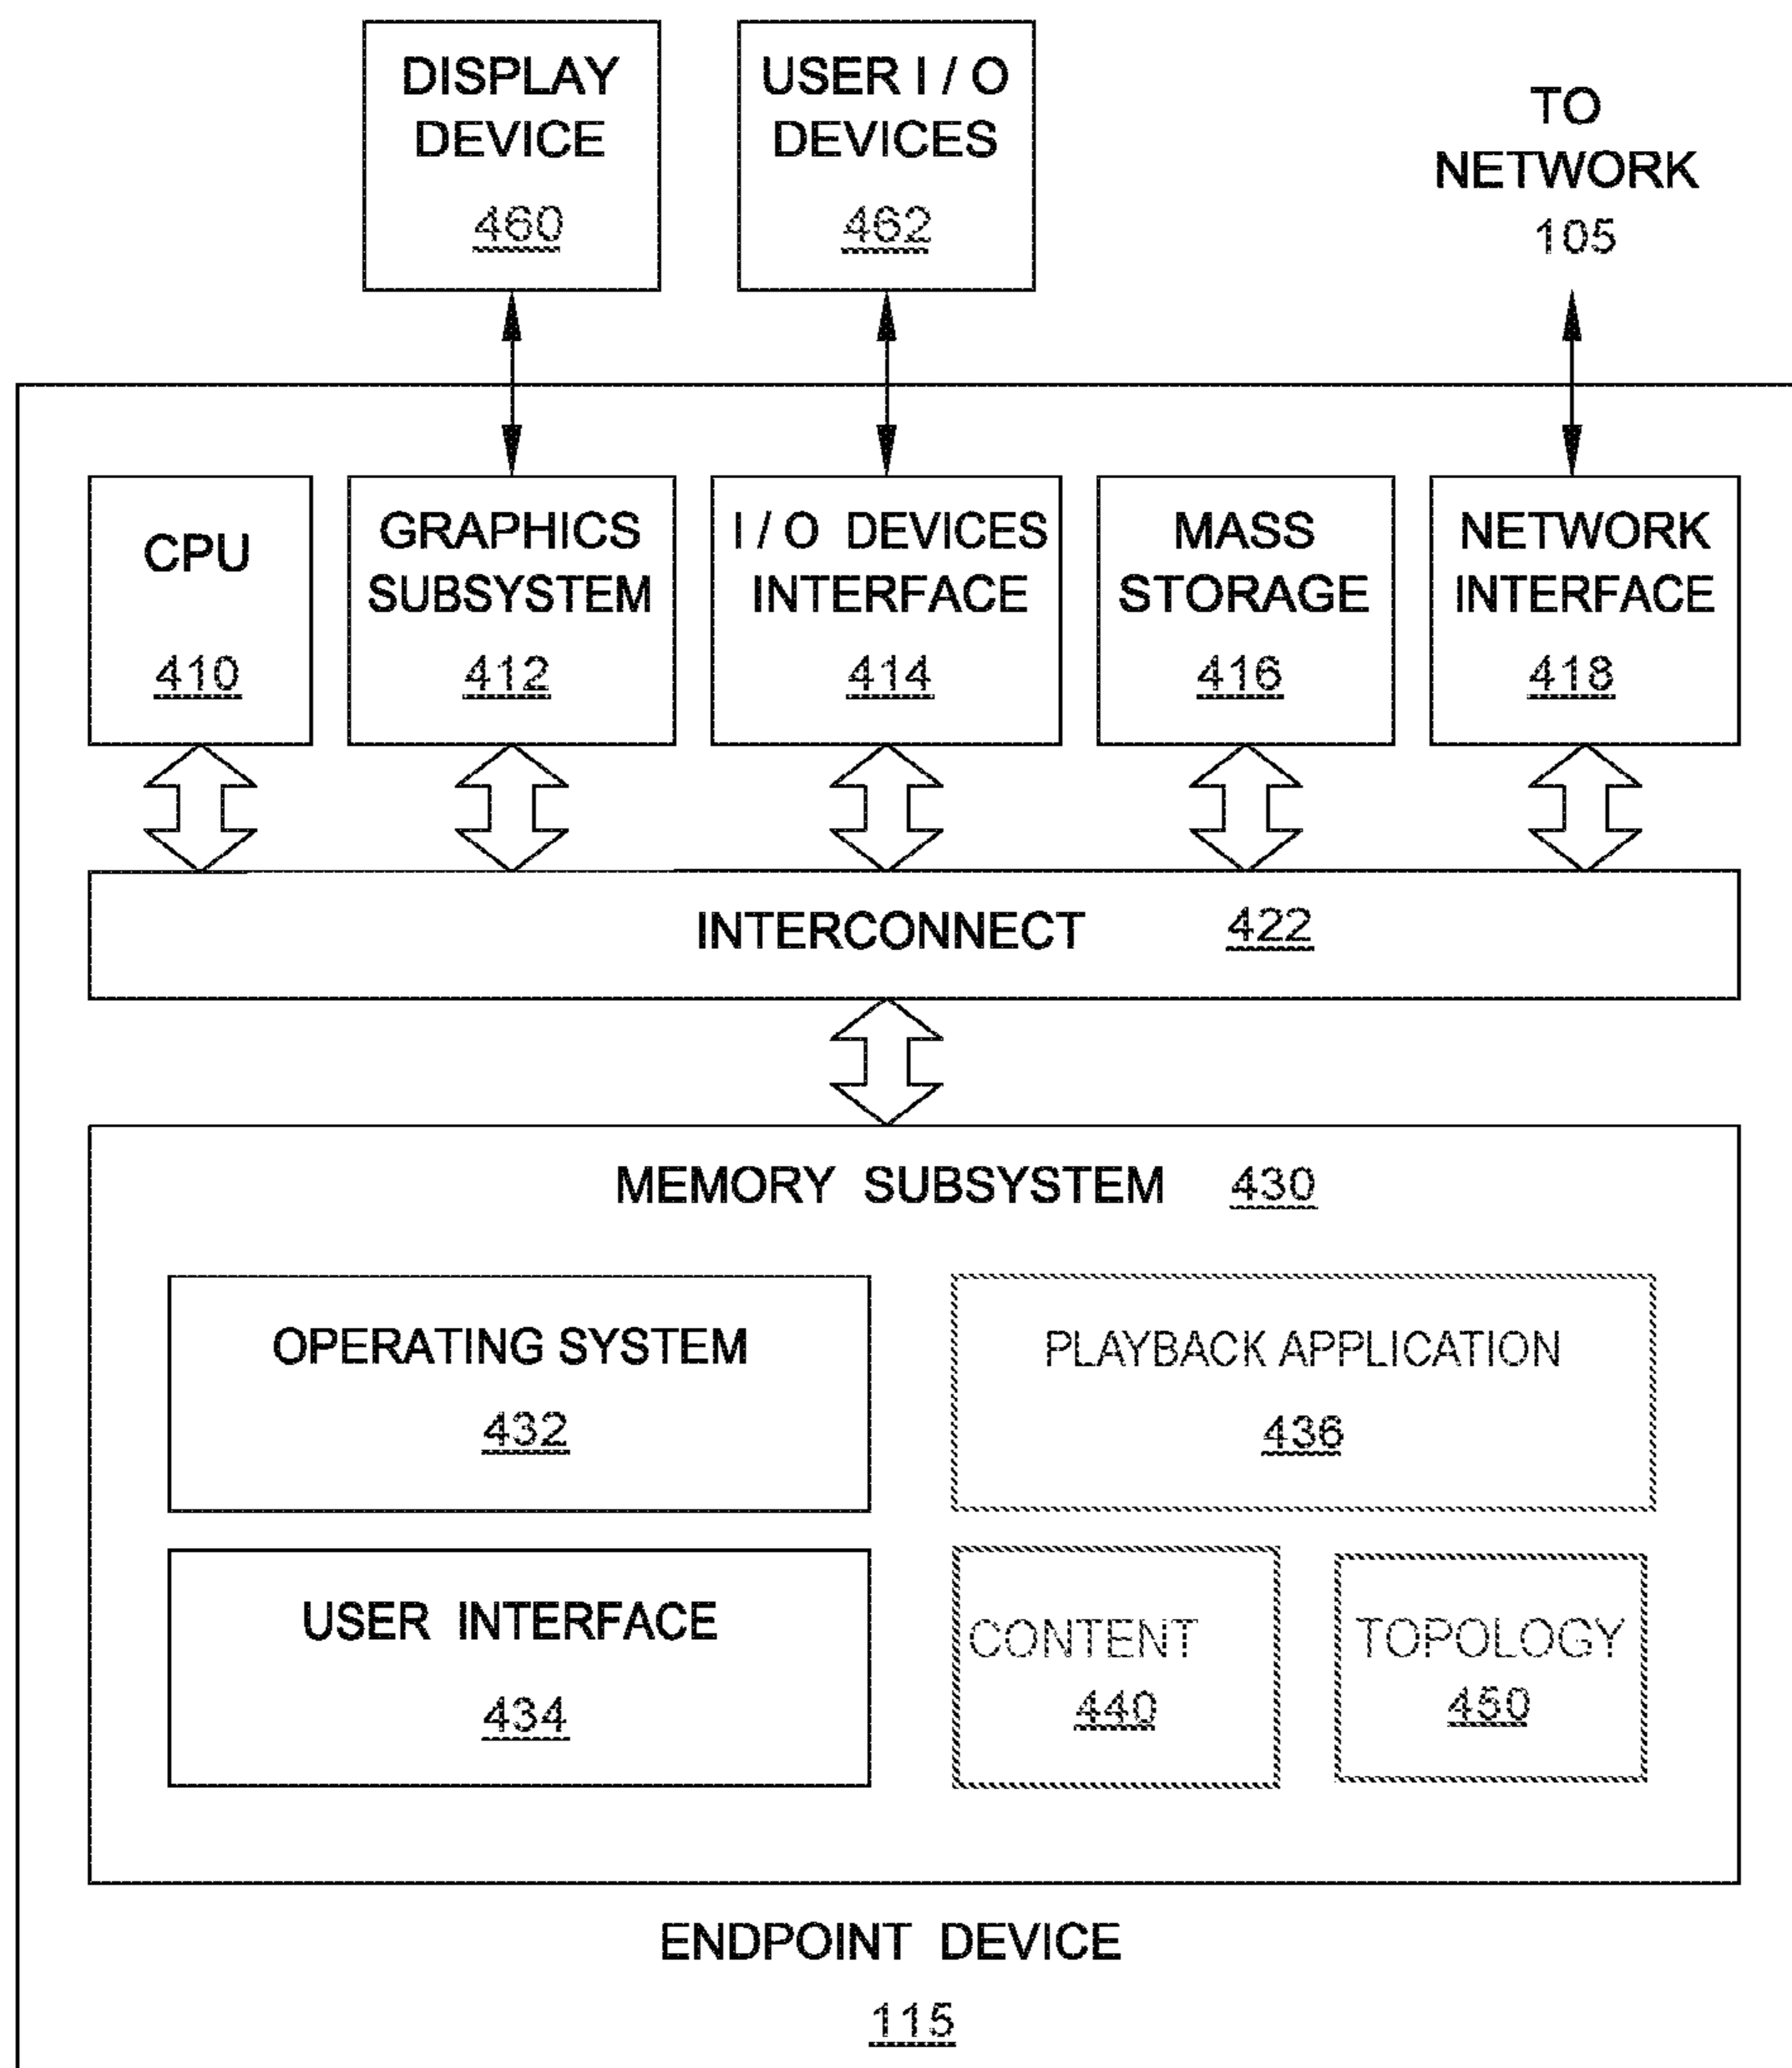 DISPLAY
DEVICE
460
USER I / O
DEVICES
462
TO
NETWORK
105
CPU
410
GRAPHICS
SUBSYSTEM
412
I / O DEVICES
INTERFACE
414
MASS
STORAGE
416
NETWORK
INTERFACE
418
INTERCONNECT 422
MEMORY SUBSYSTEM 430
OPERATING SYSTEM
432
PLAYBACK APPLICATION
436
USER INTERFACE
434
CONTENT
440
TOPOLOGY
450
ENDPOINT DEVICE
115